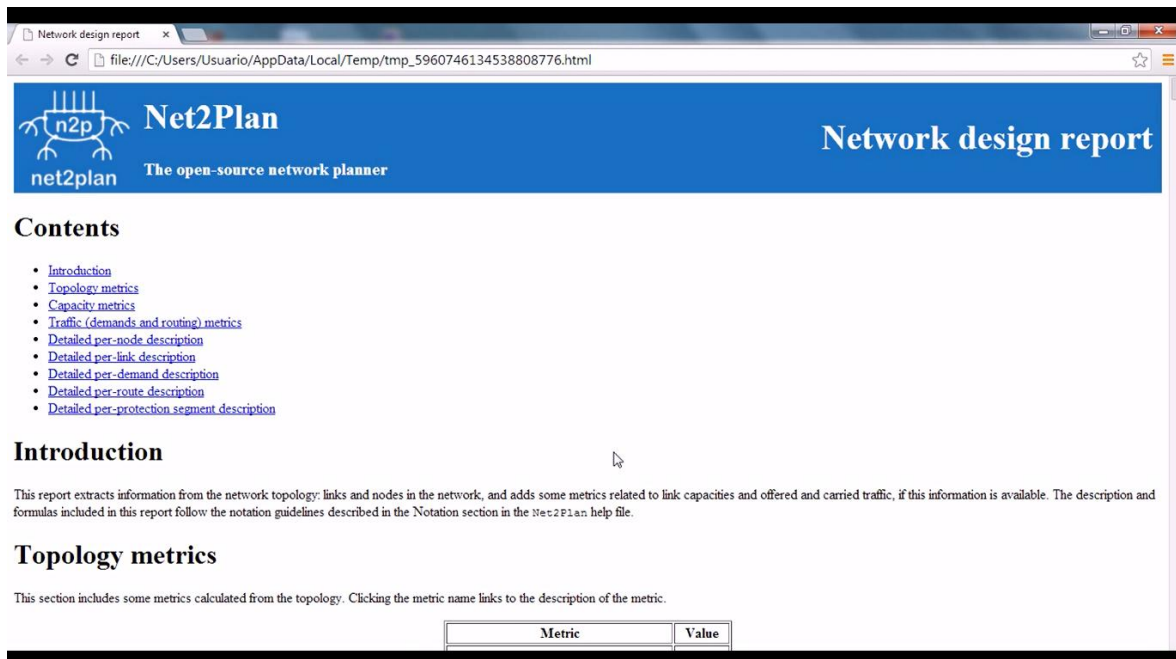 Network design report
file:///C:/Users/Usuario/AppData/Local/Temp/tmp_5960746134538808776.html
n2p
net2plan
Net2Plan
The open-source network planner
Network design report
Contents
Introduction
Topology metrics
Capacity metrics
Traffic (demands and routing) metrics
Detailed per-node description
Detailed per-link description
Detailed per-demand description
Detailed per-route description
Detailed per-protection segment description
Introduction
This report extracts information from the network topology: links and nodes in the network, and adds some metrics related to link capacities and offered and carried traffic, if this information is available. The description and
formulas included in this report follow the notation guidelines described in the Notation section in the Net2Plan help file.
Topology metrics
This section includes some metrics calculated from the topology. Clicking the metric name links to the description of the metric.
Metric Value